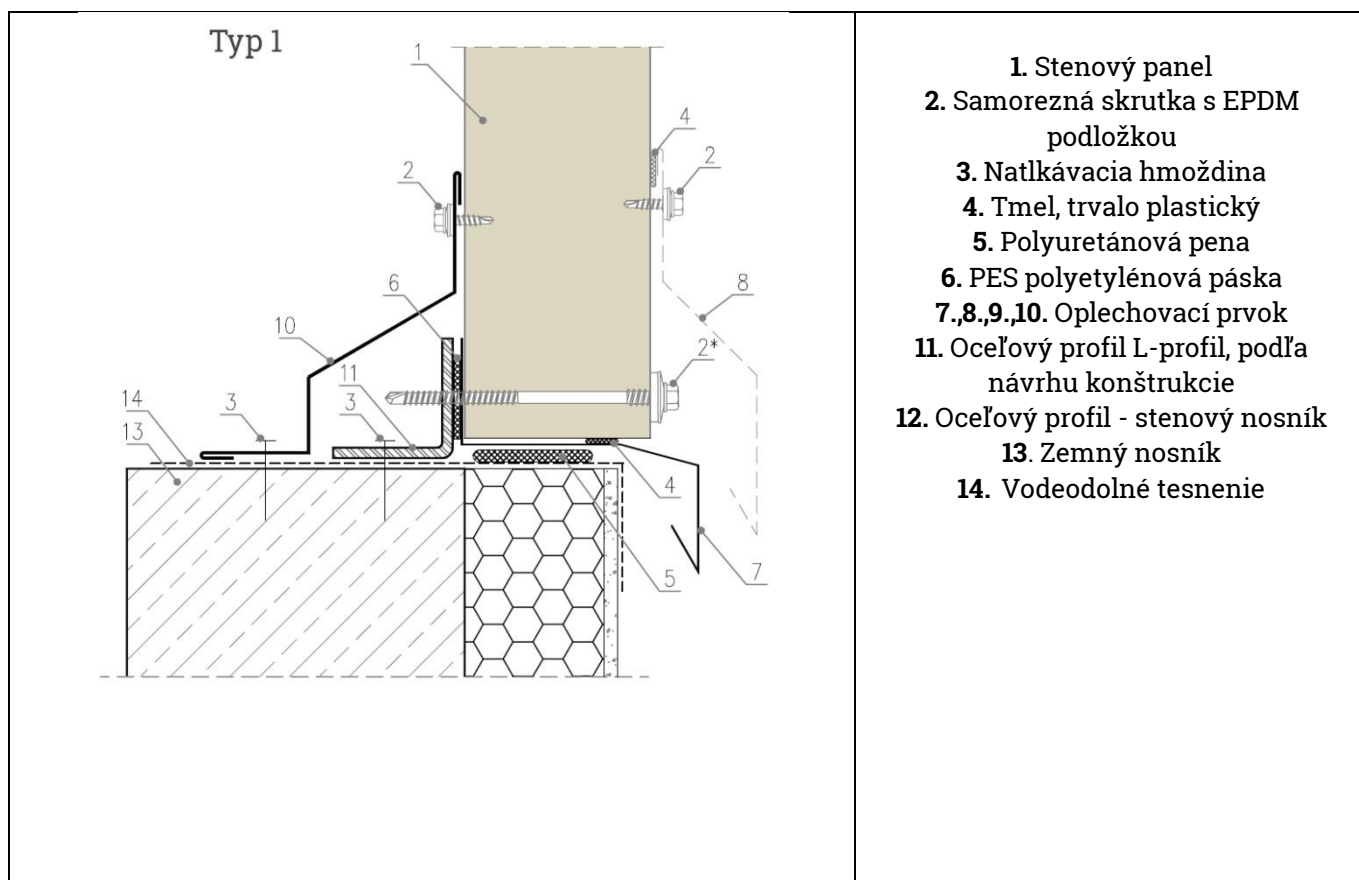 Typ 1
1
4
2
2
6
8
10
2*
11
3
3
14
13
4
5
7
1. Stenový panel
2. Samorezná skrutka s EPDM
podložkou
3. Natlkávacia hmoždina
4. Tmel, trvalo plastický
5. Polyuretánová pena
6. PES polyetylénová páska
7.,8.,9.,10. Oplechovací prvok
11. Oceľový profil L-profil, podľa
návrhu konštrukcie
12. Oceľový profil - stenový nosník
13. Zemný nosník
14. Vodeodolné tesnenie